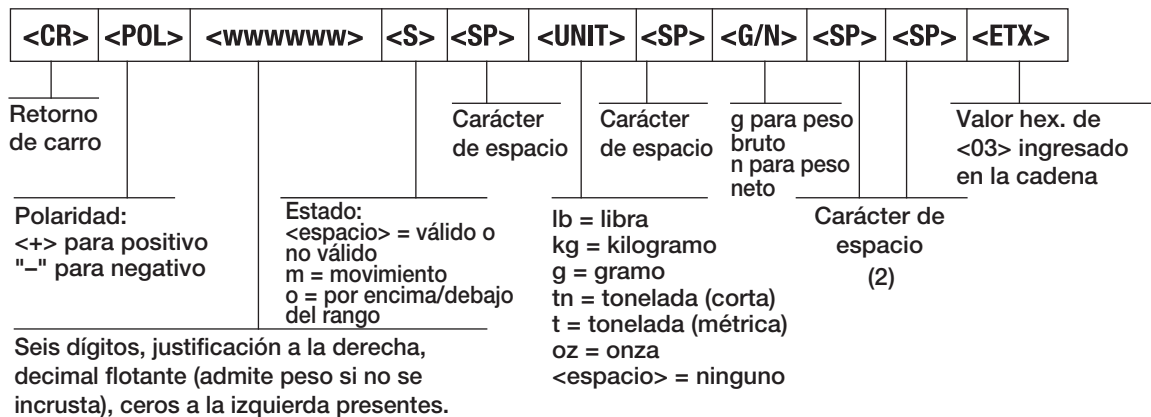 <CR> <POL> <wwwwww> <S> <SP> <UNIT> <SP> <G/N> <SP> <SP> <ETX>
Retorno
de carro
Carácter
de espacio
Carácter
de espacio
g para peso
bruto
n para peso
neto
Valor hex. de
<03> ingresado
en la cadena
Polaridad:
<+> para positivo
"–" para negativo
Estado:
<espacio> = válido o
no válido
m = movimiento
o = por encima/debajo
del rango
lb = libra
kg = kilogramo
g = gramo
tn = tonelada (corta)
t = tonelada (métrica)
oz = onza
<espacio> = ninguno
Carácter de
espacio
(2)
Seis dígitos, justificación a la derecha,
decimal flotante (admite peso si no se
incrusta), ceros a la izquierda presentes.